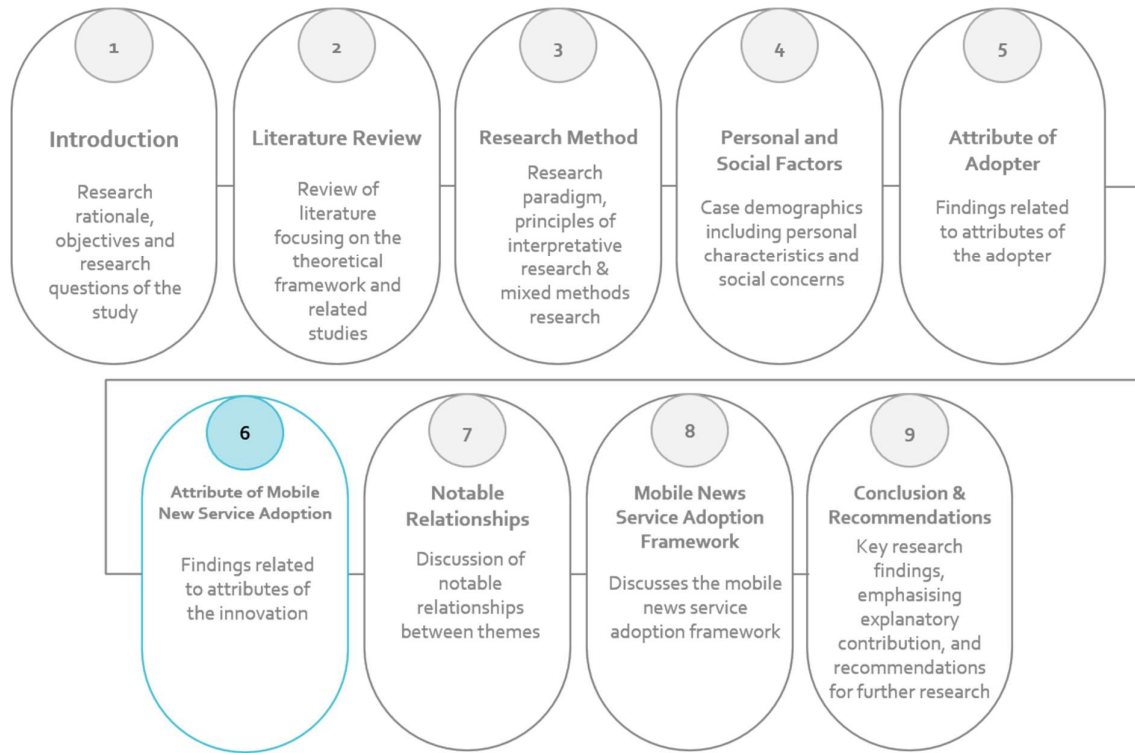 1
Introduction
Research
rationale,
objectives and
research
questions of the
study
2
Literature Review
Review of
literature
focusing on the
theoretical
framework and
related
studies
3
Research Method
Research
paradigm,
principles of
interpretative
research &
mixed methods
research
4
Personal and
Social Factors
Case demographics
including personal
characteristics and
social concerns
5
Attribute of
Adopter
Findings related
to attributes of
the adopter
6
Attribute of Mobile
New Service Adoption
Findings related
to attributes of
the innovation
7
Notable
Relationships
Discussion of
notable
relationships
between themes
8
Mobile News
Service Adoption
Framework
Discusses the mobile
news service
adoption framework
9
Conclusion &
Recommendations
Key research
findings,
emphasising
explanatory
contribution, and
recommendations
for further research